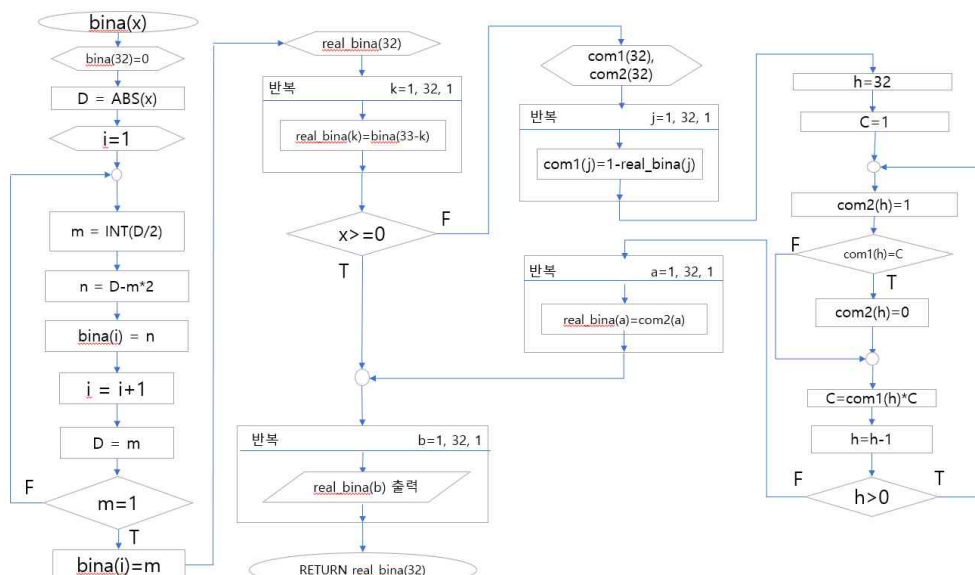 bina(x)
bina(32)=0
D = ABS(x)
i=1
m = INT(D/2)
n = D-m*2
bina(i) = n
i = i+1
D = m
F
m=1
T
bina(i)=m
real_bina(32)
반복
k=1, 32, 1
real_bina(k)=bina(33-k)
F
x>=0
T
반복
b=1, 32, 1
real_bina(b) 출력
RETURN real_bina(32)
com1(32),
com2(32)
반복
j=1, 32, 1
com1(j)=1-real_bina(j)
반복
a=1, 32, 1
real_bina(a)=com2(a)
h=32
C=1
com2(h)=1
F
com1(h)=C
T
com2(h)=0
C=com1(h)*C
h=h-1
F
h>0
T